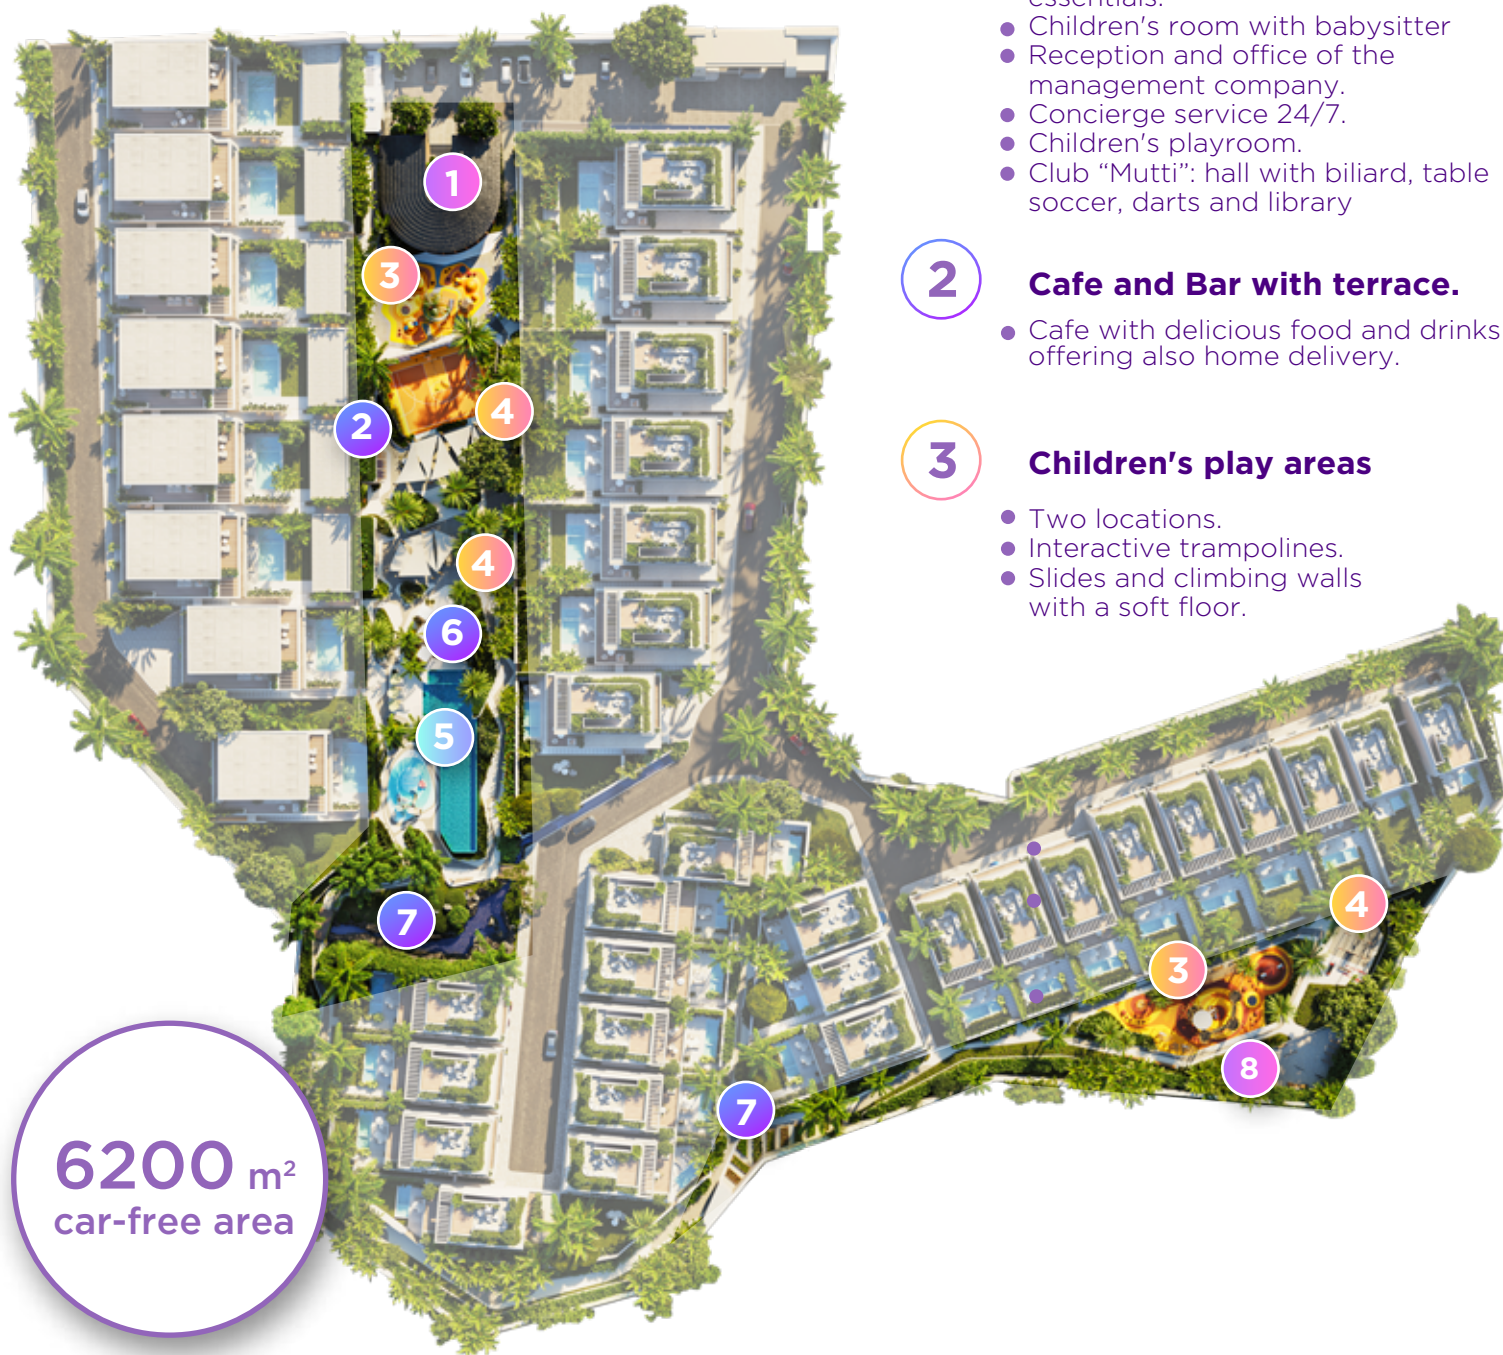 essentials.
Children's room with babysitter
Reception and office of the
management company.
Concierge service 24/7.
Children's playroom.
Club “Mutti”: hall with biliard, table
soccer, darts and library
2
Cafe and Bar with terrace.
Cafe with delicious food and drinks
offering also home delivery.
3
Children's play areas
Two locations.
Interactive trampolines.
Slides and climbing walls
with a soft floor.
1
3
4
2
4
6
5
7
4
3
8
7
6200 m²
car-free area